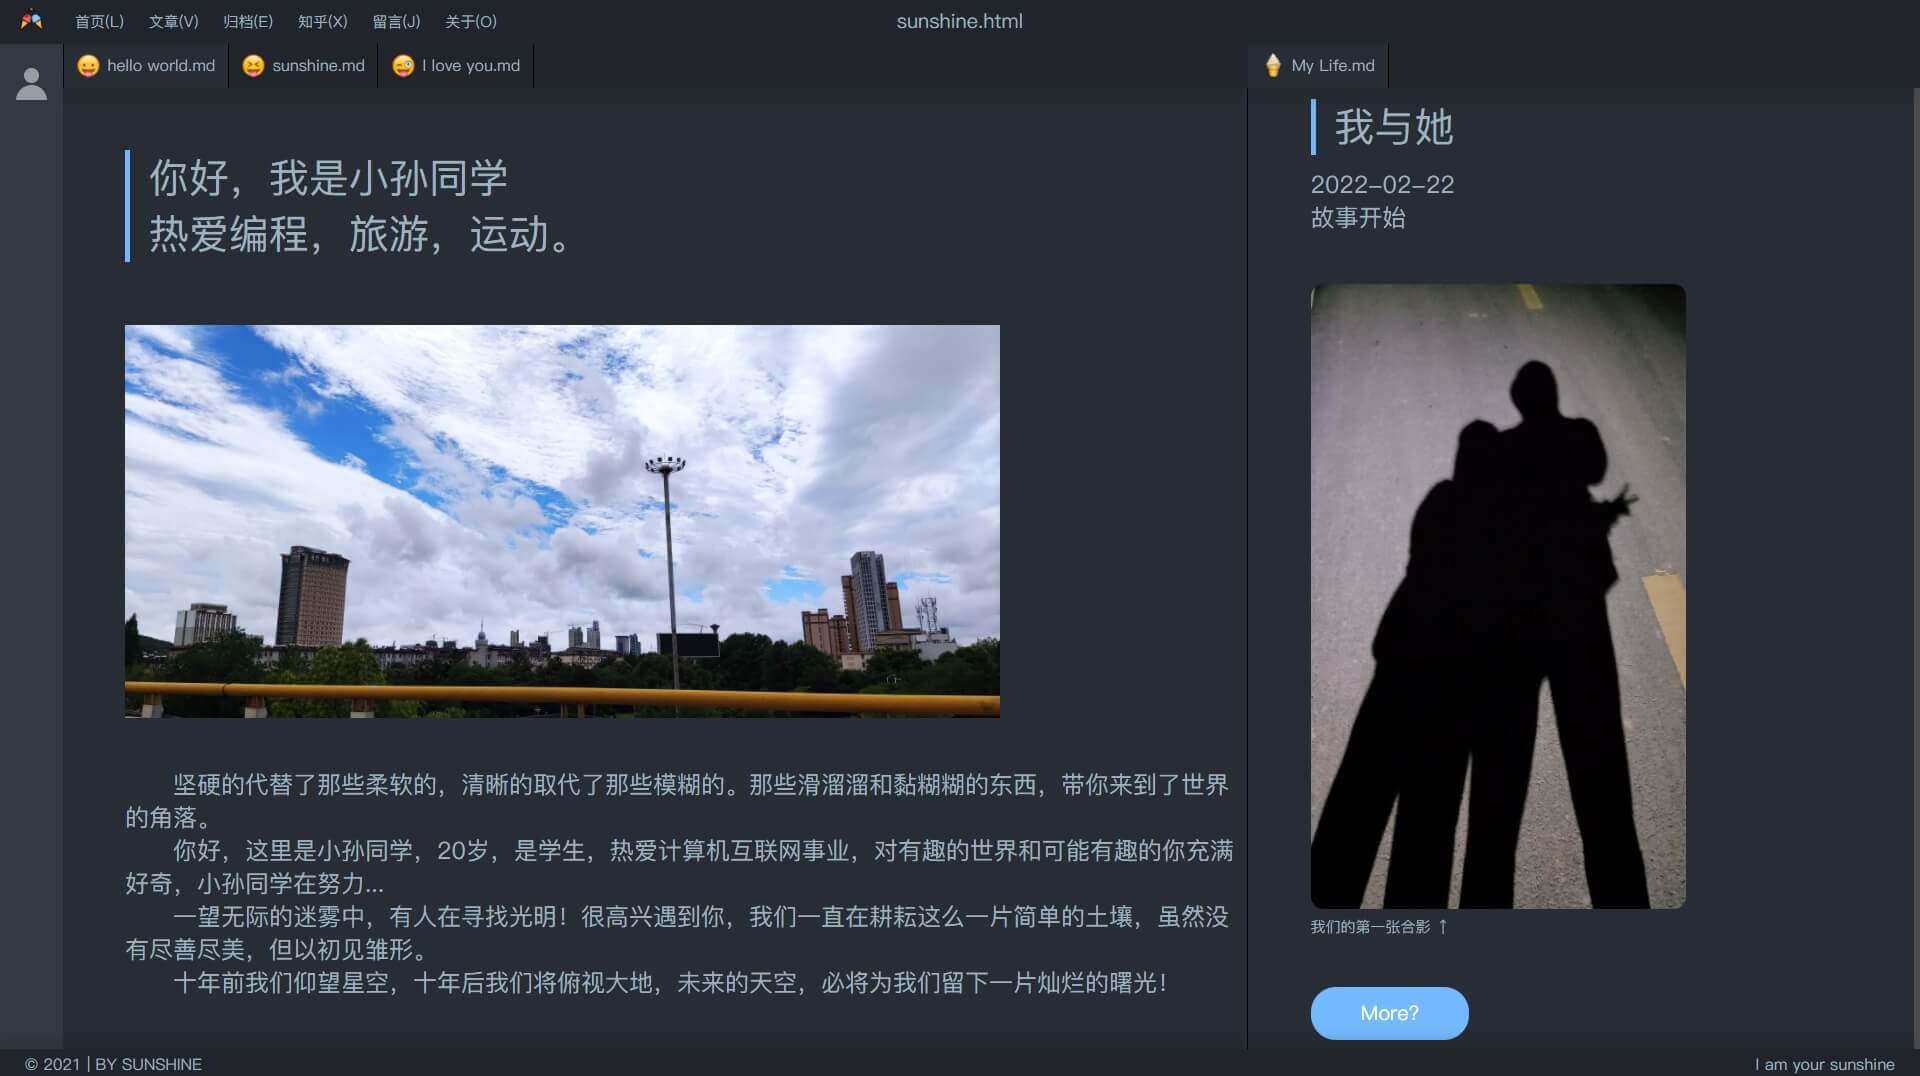 首页(L) 文章(V) 归档(E) 知乎(X) 留言(J) 关于(O)
sunshine.html
hello world.md
sunshine.md
I love you.md
My Life.md
你好，我是小孙同学
热爱编程，旅游，运动。
坚硬的代替了那些柔软的，清晰的取代了那些模糊的。那些滑溜溜和黏糊糊的东西，带你来到了世界
的角落。
你好，这里是小孙同学，20岁，是学生，热爱计算机互联网事业，对有趣的世界和可能有趣的你充满
好奇，小孙同学在努力...
一望无际的迷雾中，有人在寻找光明！很高兴遇到你，我们一直在耕耘这么一片简单的土壤，虽然没
有尽善尽美，但以初见雏形。
十年前我们仰望星空，十年后我们将俯视大地，未来的天空，必将为我们留下一片灿烂的曙光！
我与她
2022-02-22
故事开始
我们的第一张合影 ↑
More?
© 2021 | BY SUNSHINE
I am your sunshine